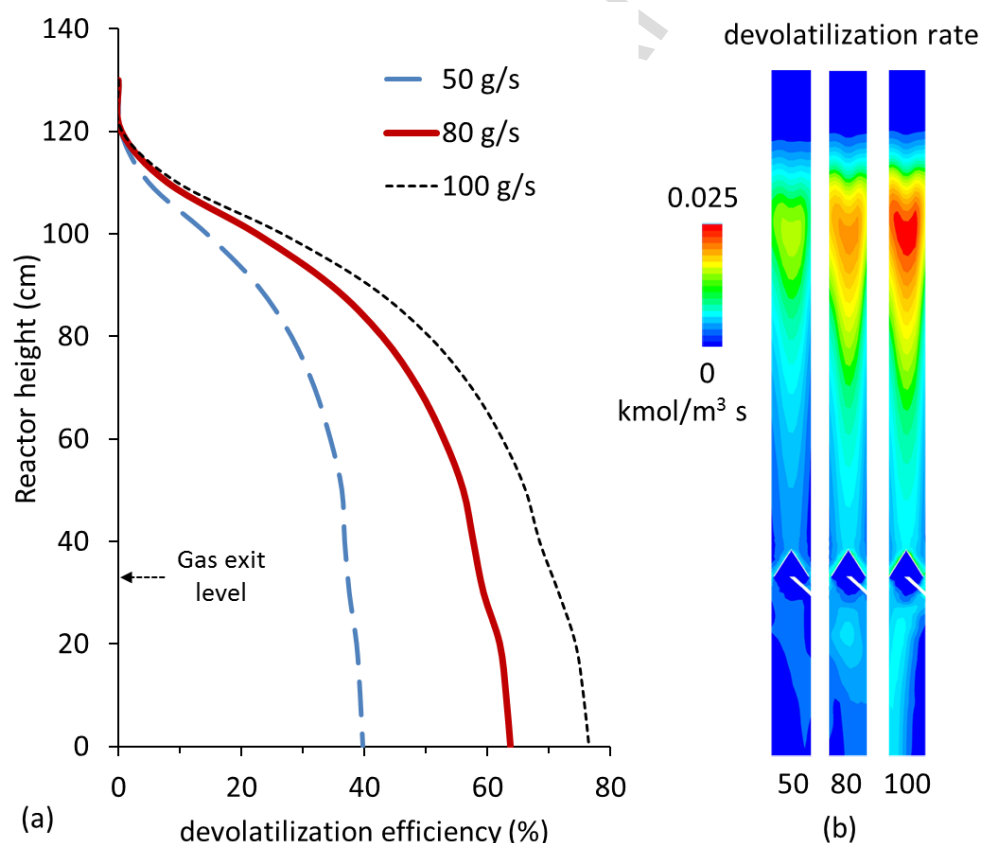 140
120
100
80
60
40
20
0
Reactor height (cm)
50 g/s
80 g/s
100 g/s
Gas exit
level
0
20
40
60
80
devolatilization efficiency (%)
(a)
devolatilization rate
0.025
0
kmol/m³ s
50
80
100
(b)